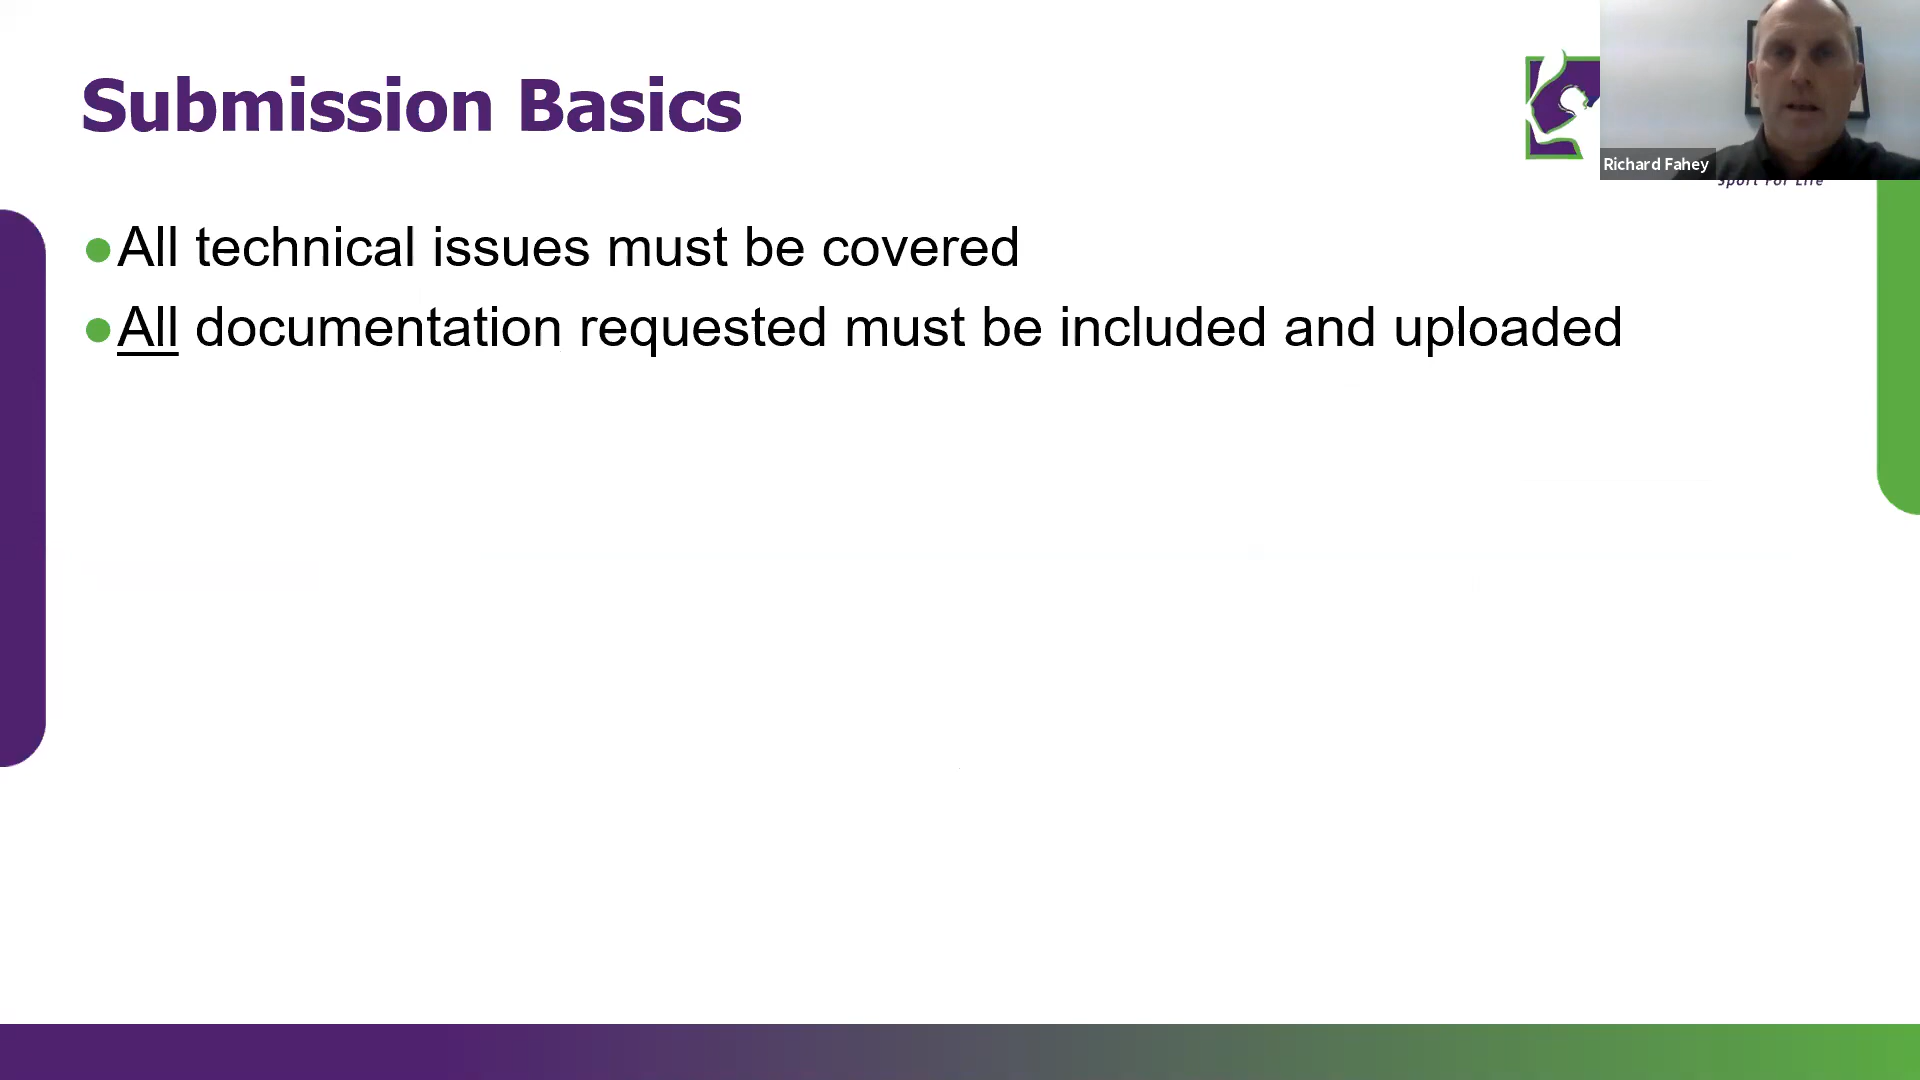 Submission Basics
Richard Fahey
Sport For Life
All technical issues must be covered
All documentation requested must be included and uploaded